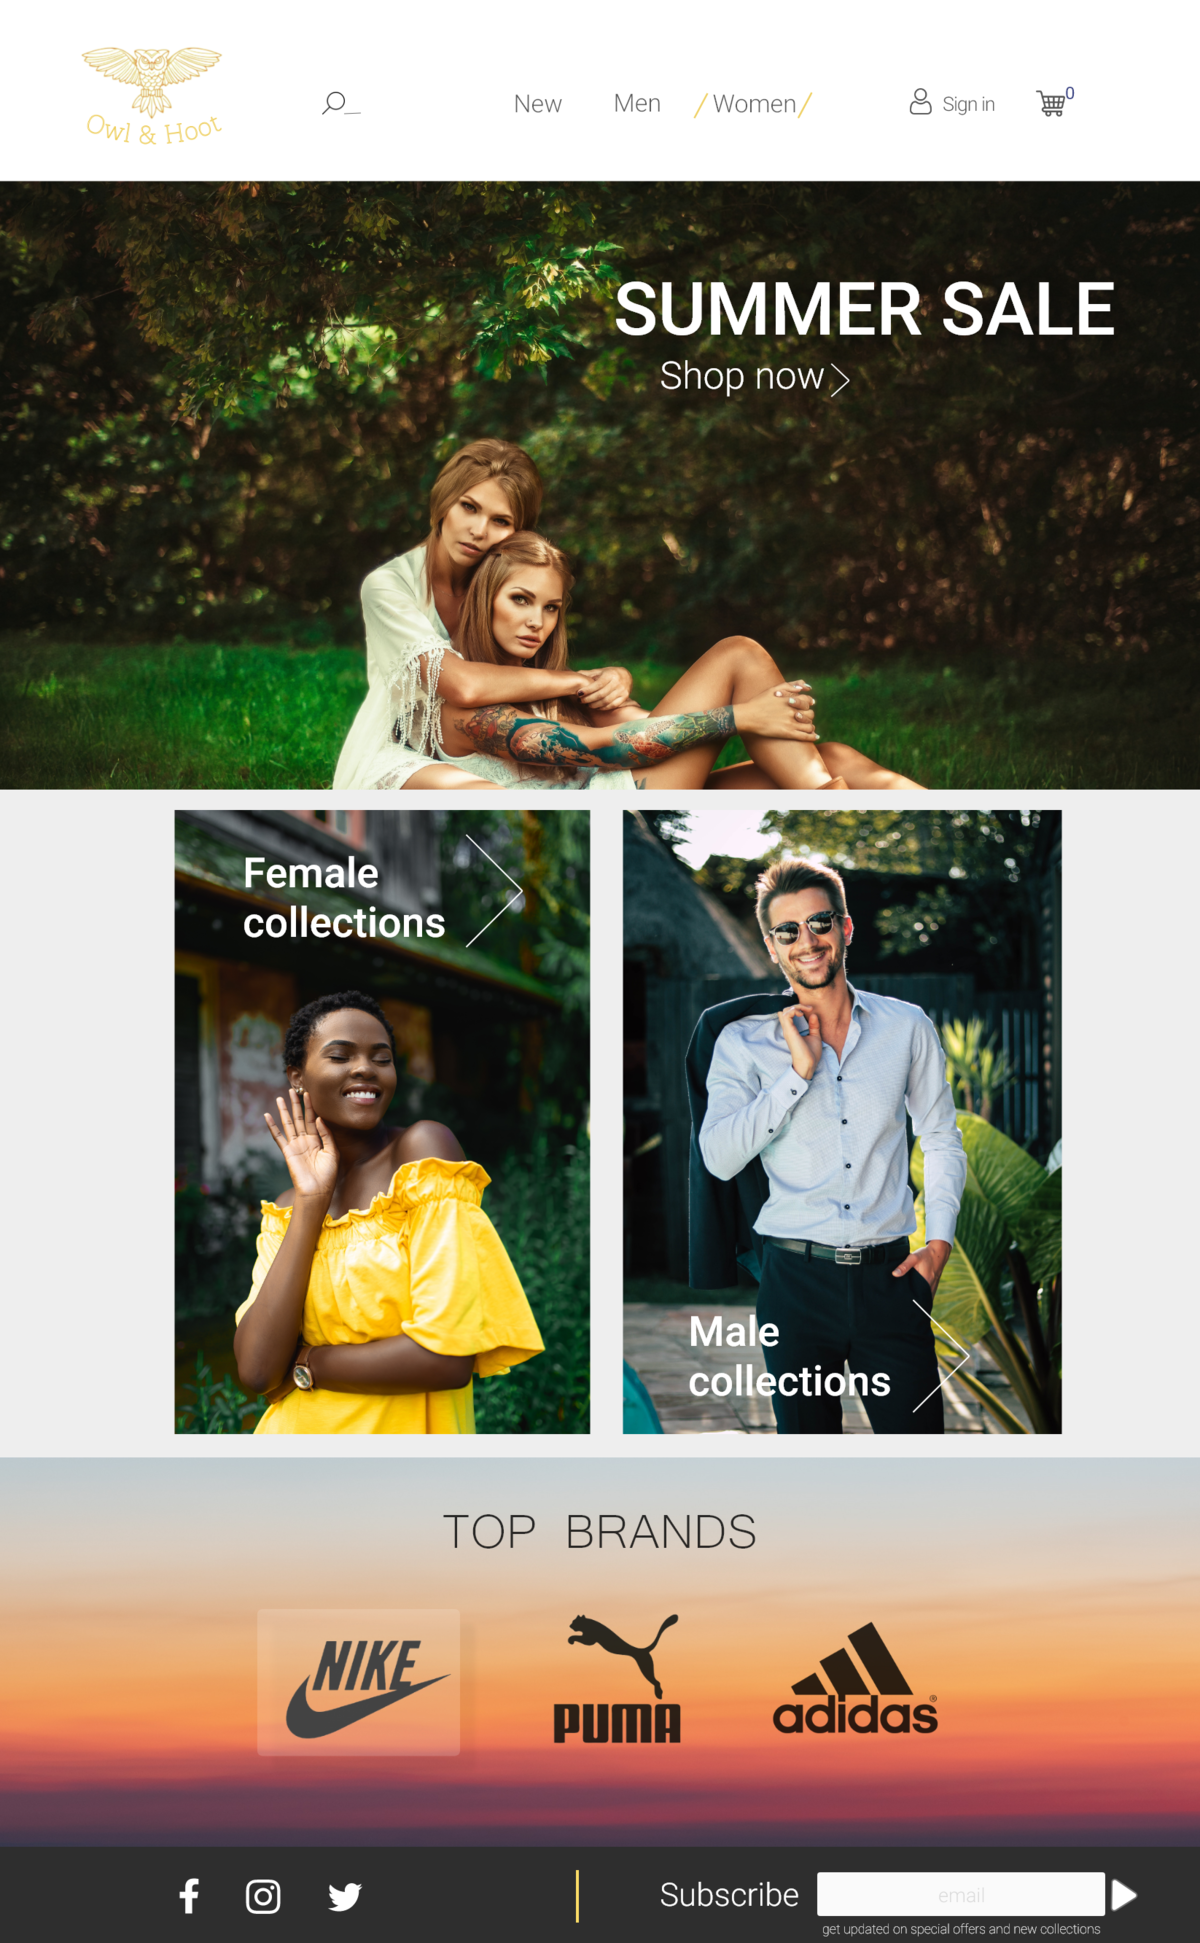 Owl & Hoot
New Men /Women/ Sign in 0
SUMMER SALE
Shop now
Female
collections
Male
collections
TOP BRANDS
NIKE
PUMA
adidas®
Subscribe email
get updated on special offers and new collections